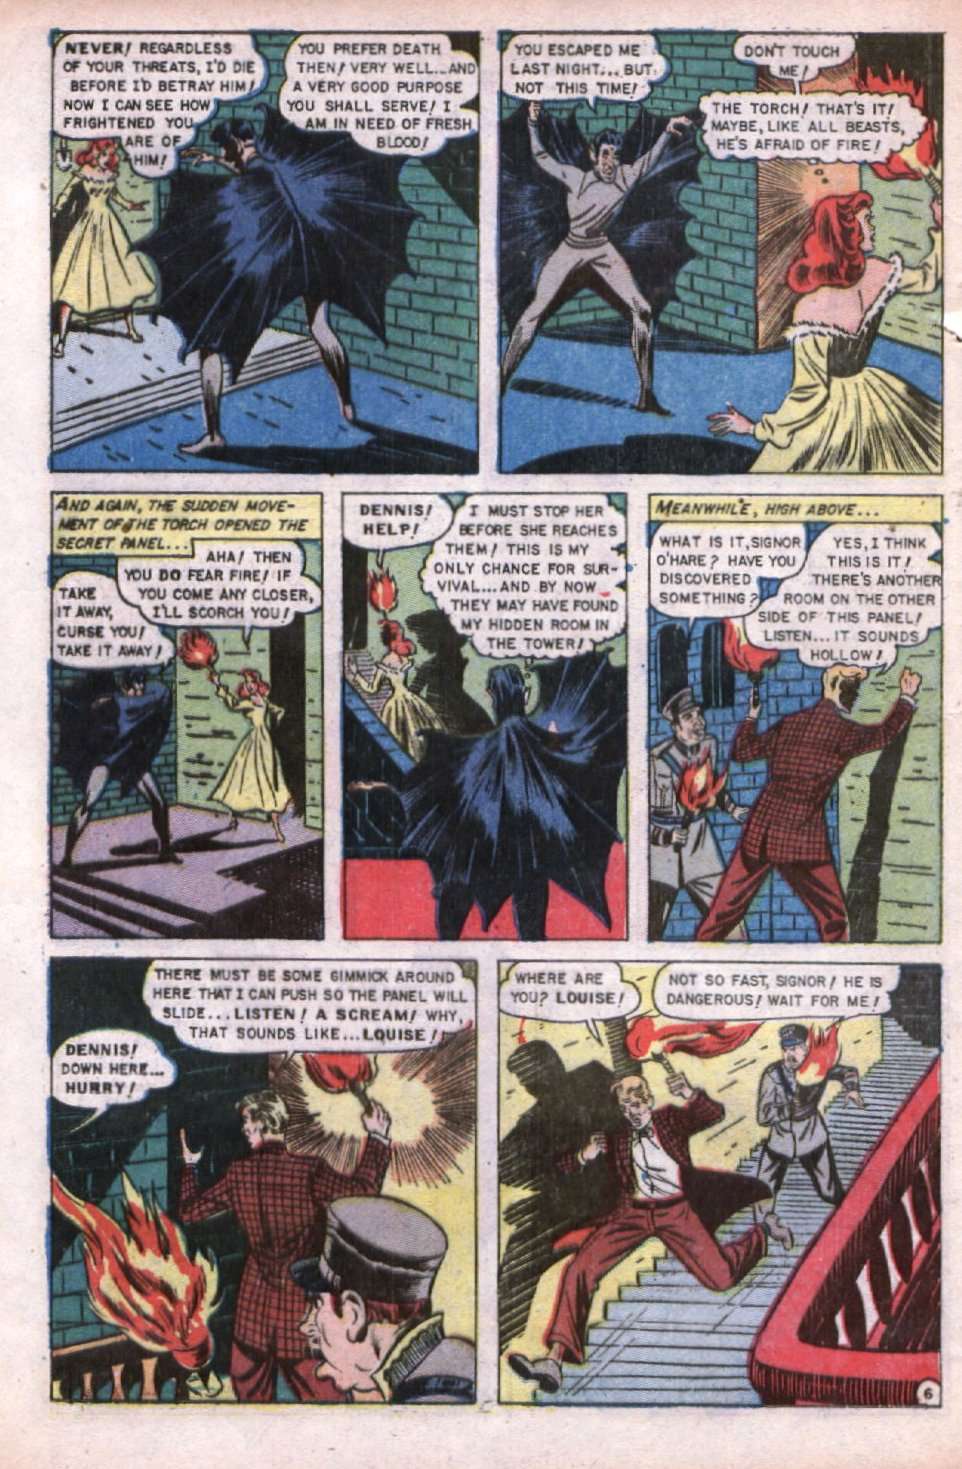 NEVER! REGARDLESS
OF YOUR THREATS, I'D DIE
BEFORE I'D BETRAY HIM!
NOW I CAN SEE HOW
FRIGHTENED YOU
ARE OF
HIM!
YOU PREFER DEATH
THEN! VERY WELL...AND
A VERY GOOD PURPOSE
YOU SHALL SERVE! I
AM IN NEED OF FRESH
BLOOD!
YOU ESCAPED ME
LAST NIGHT... BUT
NOT THIS TIME!
DON'T TOUCH
ME!
THE TORCH! THAT'S IT!
MAYBE, LIKE ALL BEASTS,
HE'S AFRAID OF FIRE!
AND AGAIN, THE SUDDEN MOVE-
MENT OF THE TORCH OPENED THE
SECRET PANEL...
TAKE
IT AWAY,
CURSE YOU!
TAKE IT AWAY!
AHA! THEN
YOU DO FEAR FIRE! IF
YOU COME ANY CLOSER,
I'LL SCORCH YOU!
DENNIS!
HELP!
I MUST STOP HER
BEFORE SHE REACHES
THEM! THIS IS MY
ONLY CHANCE FOR SUR-
VIVAL...AND BY NOW
THEY MAY HAVE FOUND
MY HIDDEN ROOM IN
THE TOWER!
MEANWHILE, HIGH ABOVE...
WHAT IS IT, SIGNOR
O'HARE? HAVE YOU
DISCOVERED
SOMETHING?
YES, I THINK
THIS IS IT!
THERE'S ANOTHER
ROOM ON THE OTHER
SIDE OF THIS PANEL!
LISTEN... IT SOUNDS
HOLLOW!
DENNIS!
DOWN HERE...
HURRY!
THERE MUST BE SOME GIMMICK AROUND
HERE THAT I CAN PUSH SO THE PANEL WILL
SLIDE... LISTEN! A SCREAM! WHY,
THAT SOUNDS LIKE... LOUISE!
WHERE ARE
YOU? LOUISE!
NOT SO FAST, SIGNOR! HE IS
DANGEROUS! WAIT FOR ME!
6